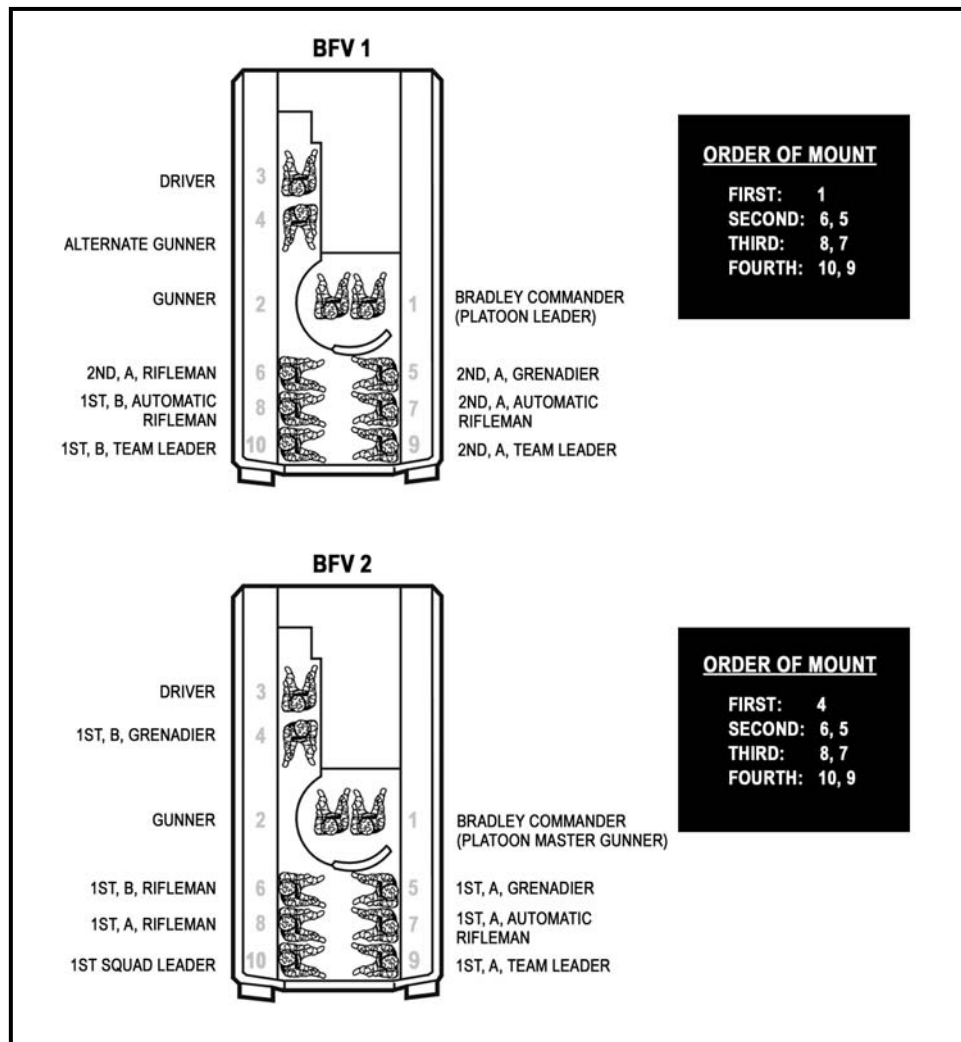 BFV 1
DRIVER
3
4
ALTERNATE GUNNER
GUNNER
2
1
BRADLEY COMMANDER
(PLATOON LEADER)
2ND, A, RIFLEMAN
6
5
2ND, A, GRENADIER
1ST, B, AUTOMATIC
RIFLEMAN
8
7
2ND, A, AUTOMATIC
RIFLEMAN
1ST, B, TEAM LEADER
10
9
2ND, A, TEAM LEADER
ORDER OF MOUNT
FIRST: 1
SECOND: 6, 5
THIRD: 8, 7
FOURTH: 10, 9
BFV 2
DRIVER
3
1ST, B, GRENADIER
4
GUNNER
2
1
BRADLEY COMMANDER
(PLATOON MASTER GUNNER)
1ST, B, RIFLEMAN
6
5
1ST, A, GRENADIER
1ST, A, RIFLEMAN
8
7
1ST, A, AUTOMATIC
RIFLEMAN
1ST SQUAD LEADER
10
9
1ST, A, TEAM LEADER
ORDER OF MOUNT
FIRST: 4
SECOND: 6, 5
THIRD: 8, 7
FOURTH: 10, 9